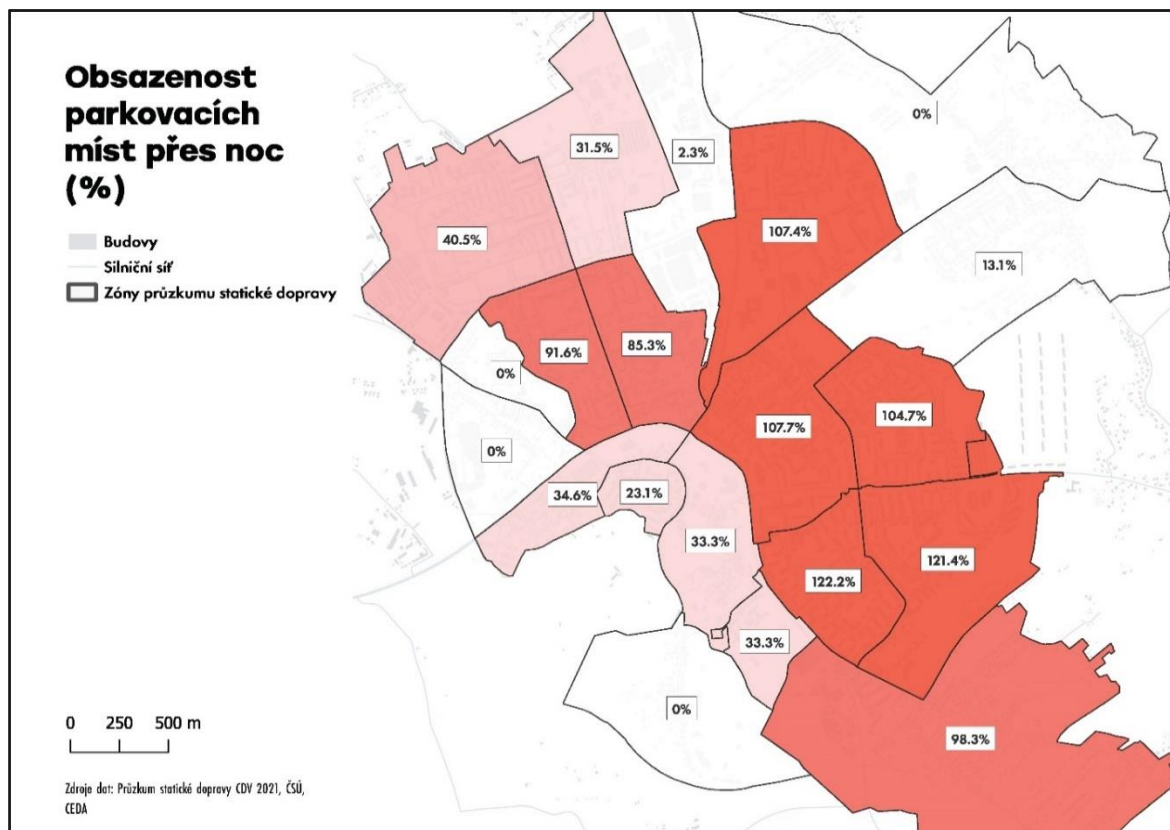 Obsazenost
parkovacích
míst přes noc
(%)
Budovy
Silniční síť
Zóny průzkumu statické dopravy
0%
31.5%
2.3%
107.4%
40.5%
13.1%
85.3%
91.6%
0%
104.7%
107.7%
0%
34.6%
23.1%
33.3%
121.4%
122.2%
33.3%
0%
98.3%
0 250 500 m
Zdroje dat: Průzkum statické dopravy CDV 2021, ČSÚ,
CEDA